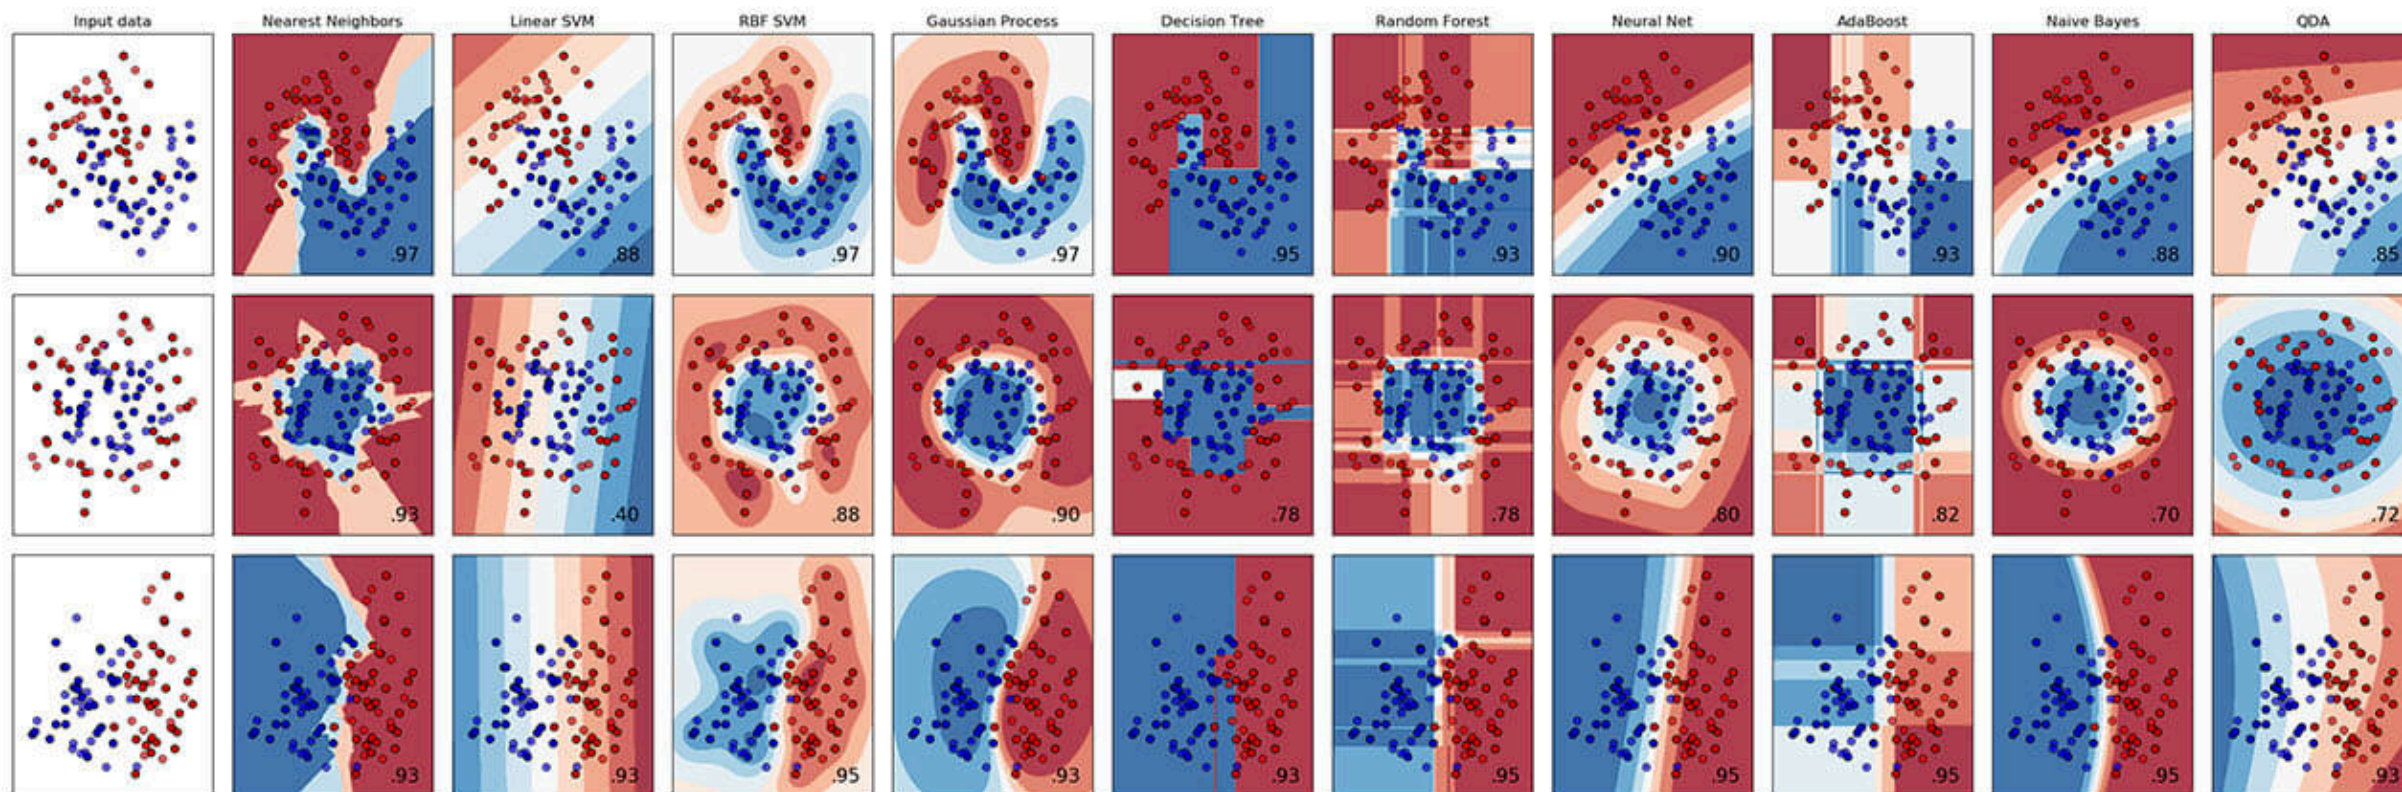 Input data Nearest Neighbors Linear SVM RBF SVM Gaussian Process Decision Tree Random Forest Neural Net AdaBoost Naive Bayes QDA
.97 .88 .97 .97 .95 .93 .90 .93 .88 .85
.93 .40 .88 .90 .78 .78 .80 .82 .70 .72
.93 .93 .95 .93 .93 .95 .95 .95 .95 .93